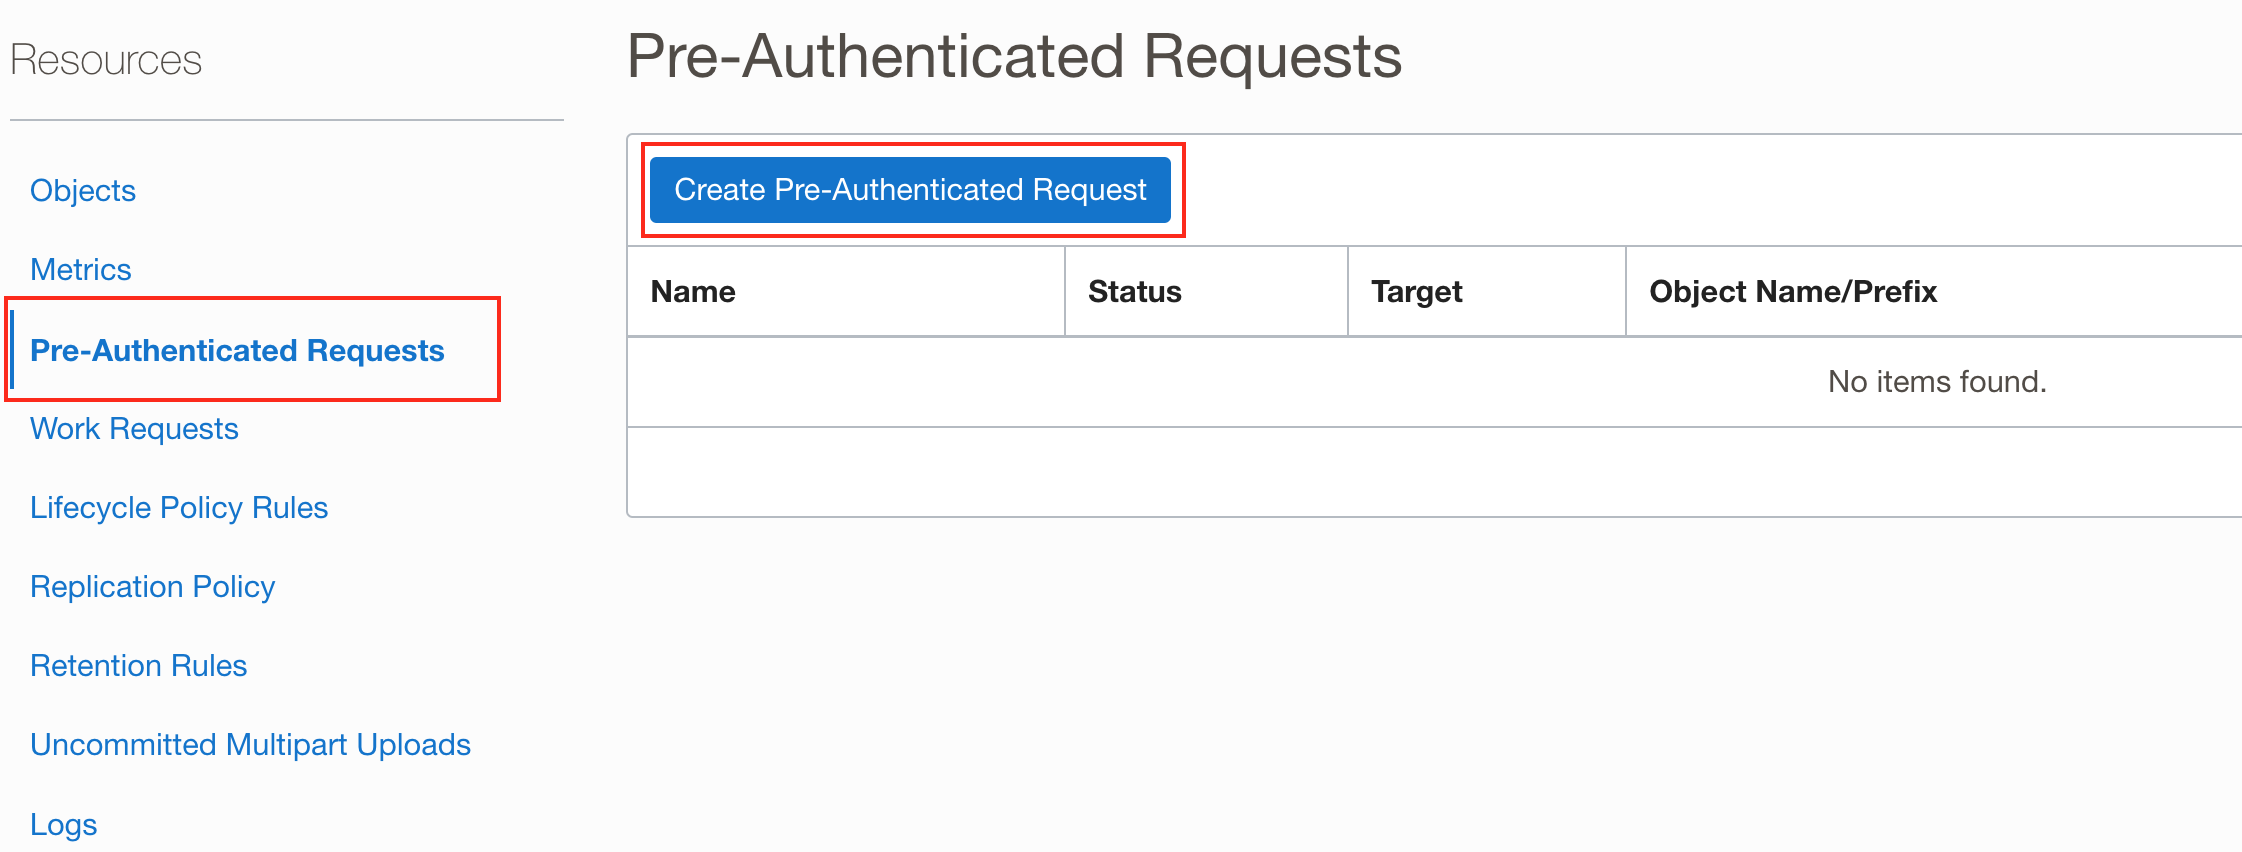 Resources
Objects
Metrics
Pre-Authenticated Requests
Work Requests
Lifecycle Policy Rules
Replication Policy
Retention Rules
Uncommitted Multipart Uploads
Logs
Pre-Authenticated Requests
Create Pre-Authenticated Request
Name Status Target Object Name/Prefix
No items found.